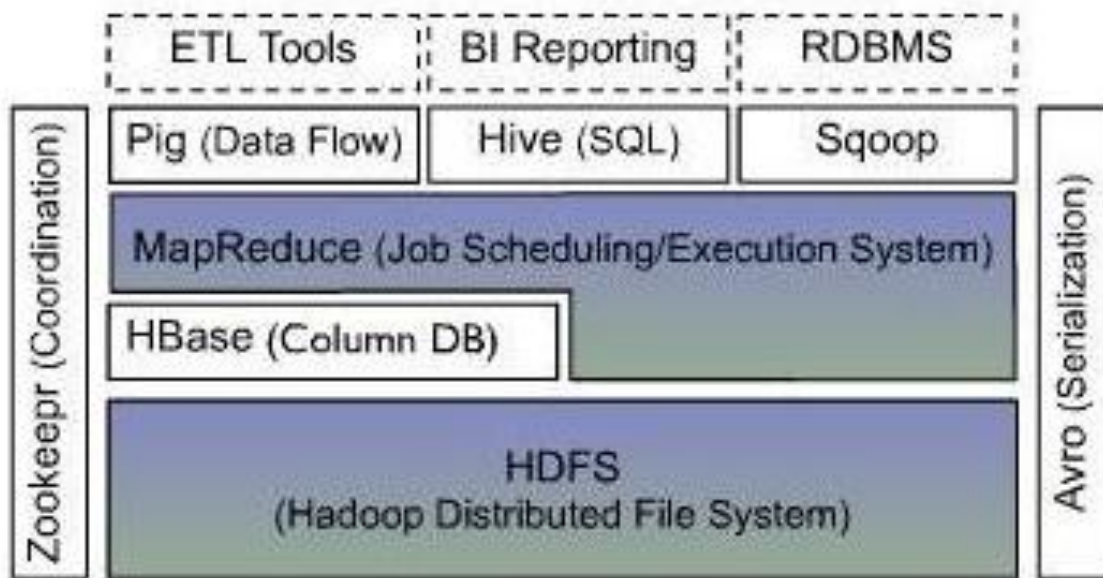 ETL Tools
BI Reporting
RDBMS
Pig (Data Flow)
Hive (SQL)
Sqoop
MapReduce (Job Scheduling/Execution System)
HBase (Column DB)
HDFS
(Hadoop Distributed File System)
Zookeepr (Coordination)
Avro (Serialization)